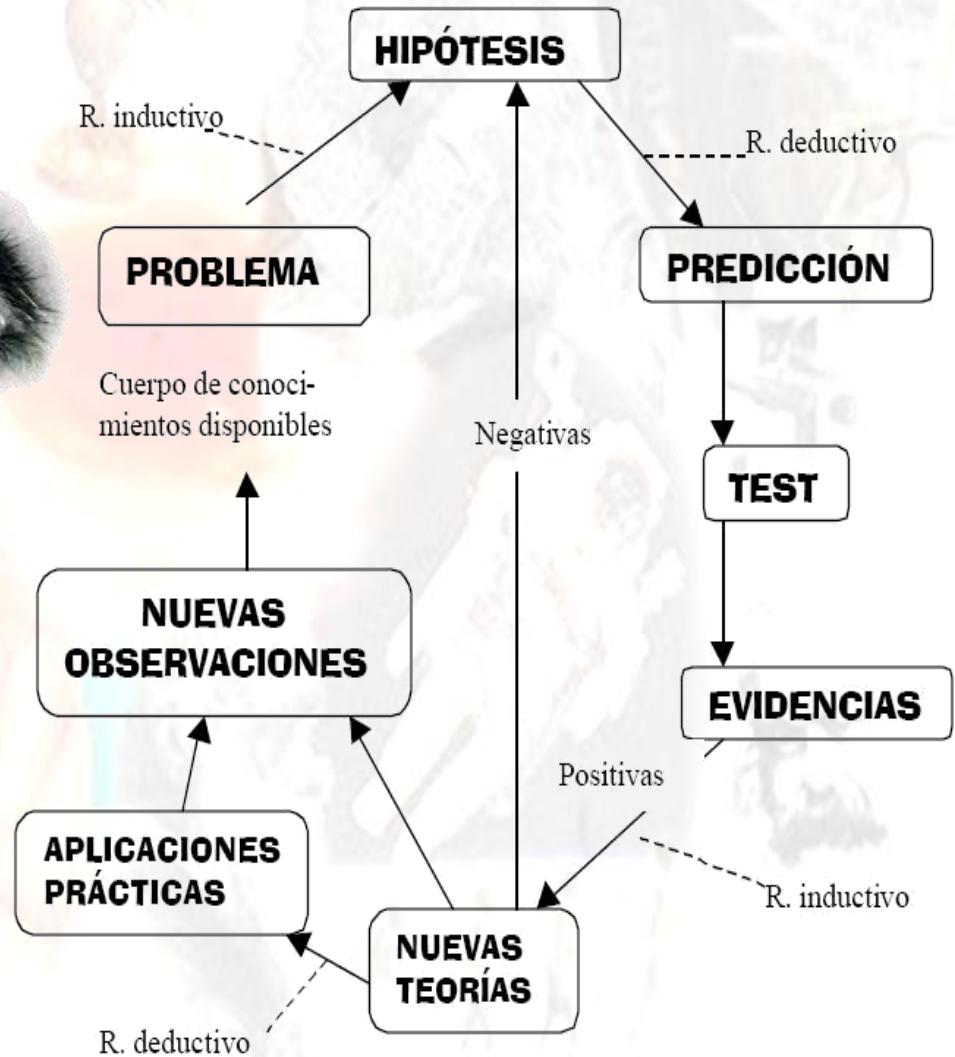 HIPÓTESIS
R. inductivo
R. deductivo
PROBLEMA
PREDICCIÓN
Cuerpo de conoci-
mientos disponibles
Negativas
TEST
NUEVAS
OBSERVACIONES
EVIDENCIAS
Positivas
APLICACIONES
PRÁCTICAS
R. inductivo
NUEVAS
TEORÍAS
R. deductivo